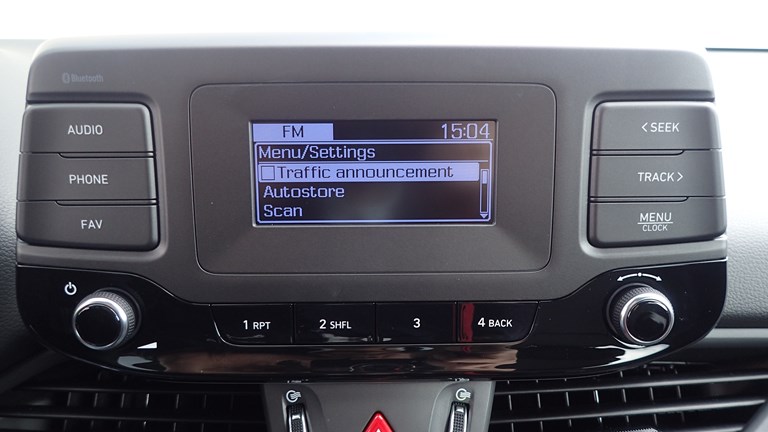 Bluetooth
AUDIO
PHONE
FAV
FM 15:04
Menu/Settings
Traffic announcement
Autostore
Scan
< SEEK
TRACK >
MENU
CLOCK
1 RPT
2 SHFL
3
4 BACK